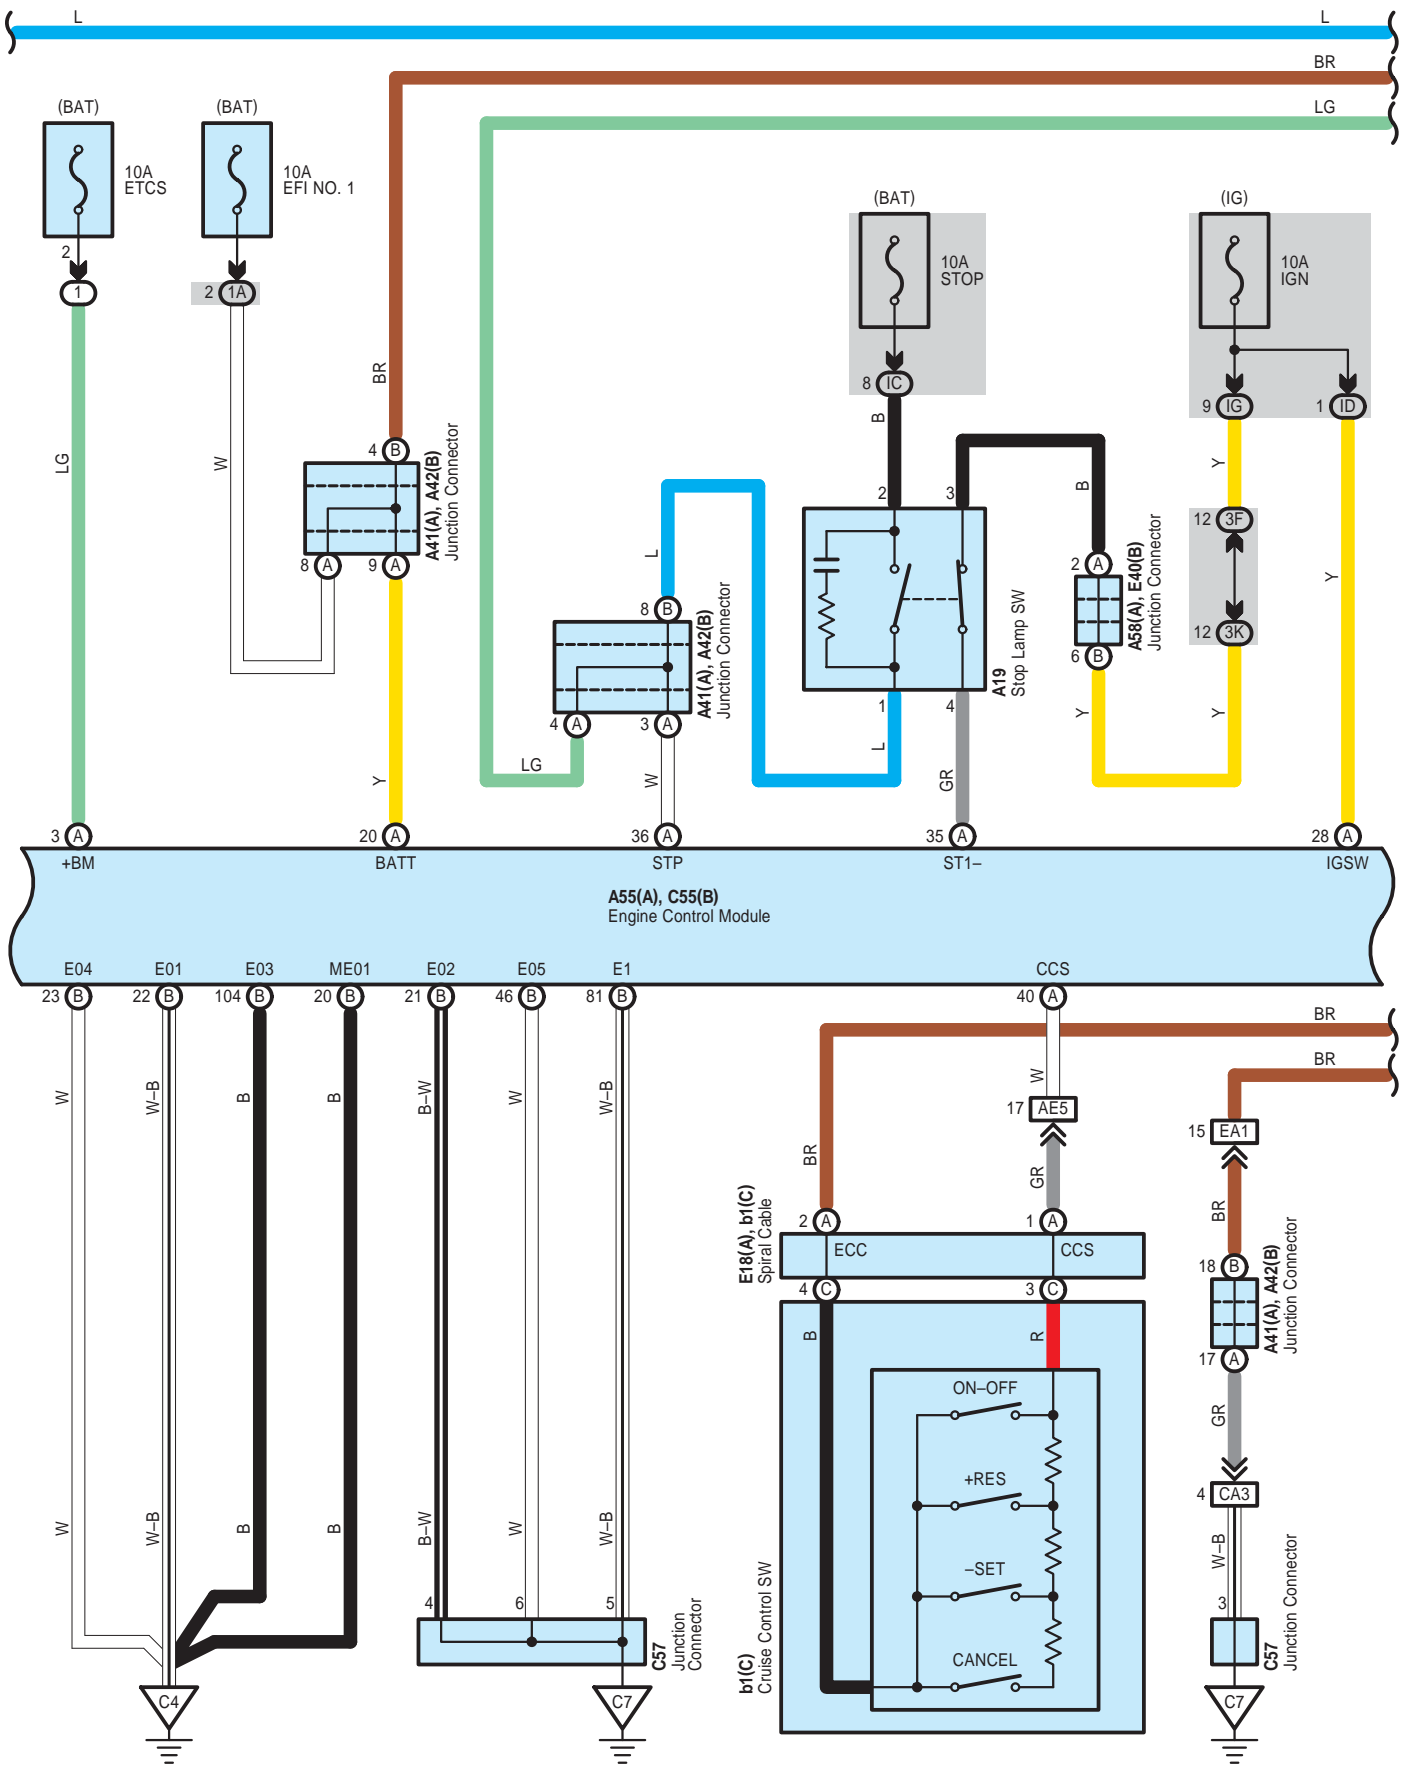 L L
BR
LG
(BAT) (BAT)
10A
ETCS
10A
EFI NO. 1
(BAT) (IG)
10A
STOP
10A
IGN
2
1
2 1A
8 IC
9 IG
1 ID
LG
W
BR
4 B
A41(A), A42(B)
Junction Connector
8 A 9 A
Y
B
2 3
B
Y
12 3F
12 3K
Y
Y
L
8 B
A41(A), A42(B)
Junction Connector
4 A 3 A
LG
W
A19
Stop Lamp SW
1 4
L
GR
2 A
A58(A), E40(B)
Junction Connector
6 B
Y
3 A 20 A 36 A 35 A 28 A
+BM BATT STP ST1– IGSW
A55(A), C55(B)
Engine Control Module
E04 E01 E03 ME01 E02 E05 E1 CCS
23 B 22 B 104 B 20 B 21 B 46 B 81 B 40 A
BR
BR
W W–B B B B–W W W–B
W
17 AE5
GR
BR
15 EA1
BR
E18(A), b1(C)
Spiral Cable
2 A 1 A
ECC CCS
4 C 3 C
B R
18 B
A41(A), A42(B)
Junction Connector
17 A
GR
ON–OFF
+RES
–SET
CANCEL
b1(C)
Cruise Control SW
4 CA3
W–B
3
C57
Junction Connector
C7
W W–B B B B–W W W–B
4 6 5
C57
Junction
Connector
C4 C7